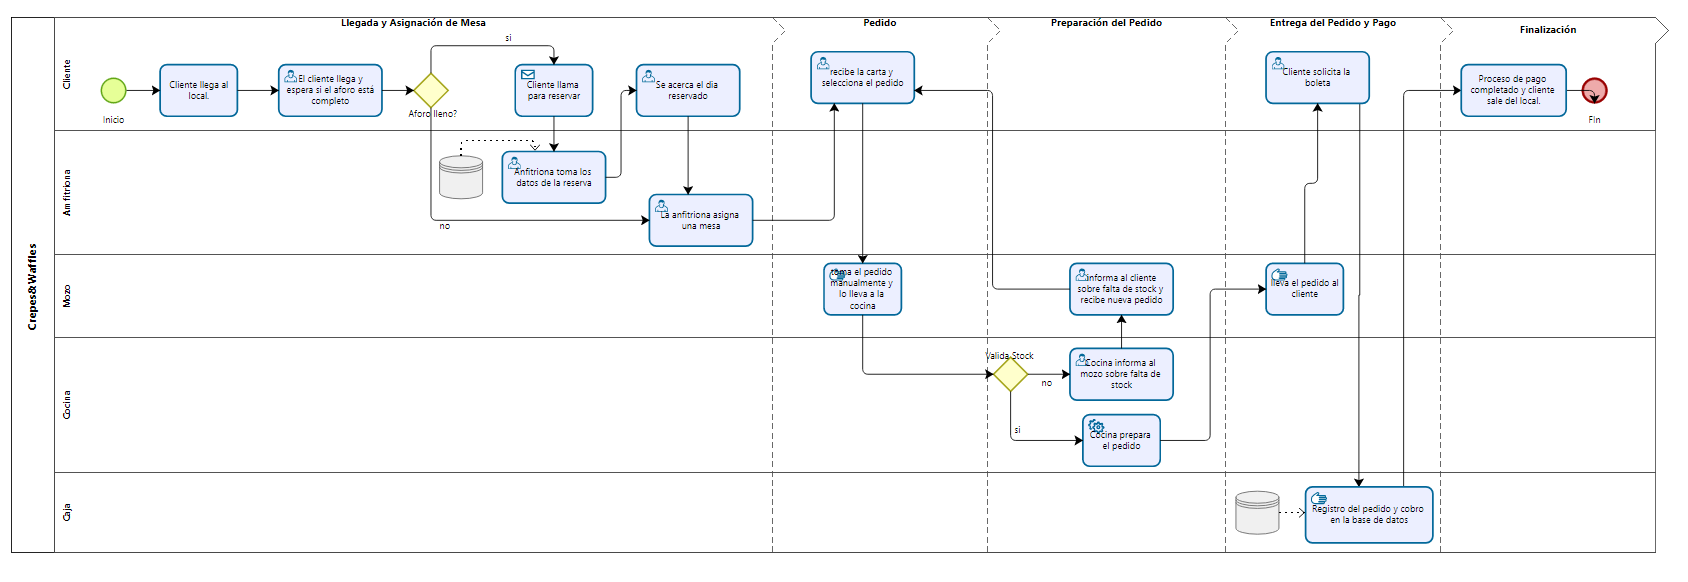 Llegada y Asignación de Mesa
Pedido
Preparación del Pedido
Entrega del Pedido y Pago
Finalización
Crepes&Waffles
Cliente
Inicio
Cliente llega al
local.
El cliente llega y
espera si el aforo está
completo
Aforo lleno?
si
no
Cliente llama
para reservar
Se acerca el dia
reservado
recibe la carta y
selecciona el pedido
Cliente solicita la
boleta
Proceso de pago
completado y cliente
sale del local.
Fin
Anfitriona
Anfitriona toma los
datos de la reserva
La anfitriona asigna
una mesa
Mozo
toma el pedido
manualmente y
lo lleva a la
cocina
informa al cliente
sobre falta de stock y
recibe nueva pedido
lleva el pedido al
cliente
Cocina
Valida Stock
no
si
Cocina informa al
mozo sobre falta de
stock
Cocina prepara
el pedido
Caja
Registro del pedido y cobro
en la base de datos